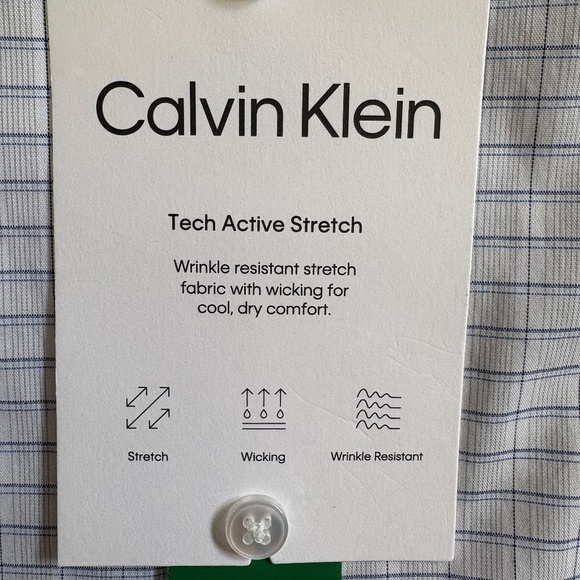 Calvin Klein
Tech Active Stretch
Wrinkle resistant stretch
fabric with wicking for
cool, dry comfort.
Stretch Wicking Wrinkle Resistant